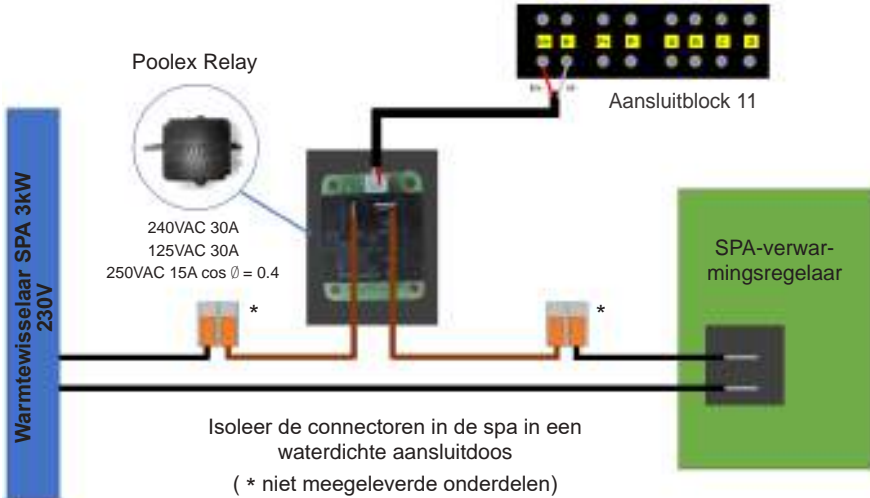 Poolex Relay
Aansluitblock 11
240VAC 30A
125VAC 30A
250VAC 15A cos Ø = 0.4
Warmtewisselaar SPA 3kW
230V
SPA-verwar-
mingsregelaar
*
*
Isoleer de connectoren in de spa in een
waterdichte aansluitdoos
( * niet meegeleverde onderdelen)